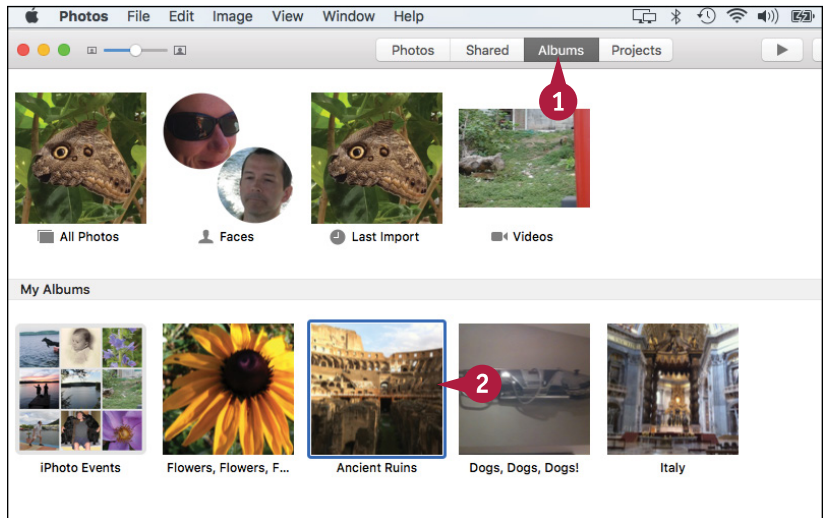 Photos File Edit Image View Window Help
Photos Shared Albums Projects
1
All Photos Faces Last Import Videos
My Albums
2
iPhoto Events Flowers, Flowers, F... Ancient Ruins Dogs, Dogs, Dogs! Italy